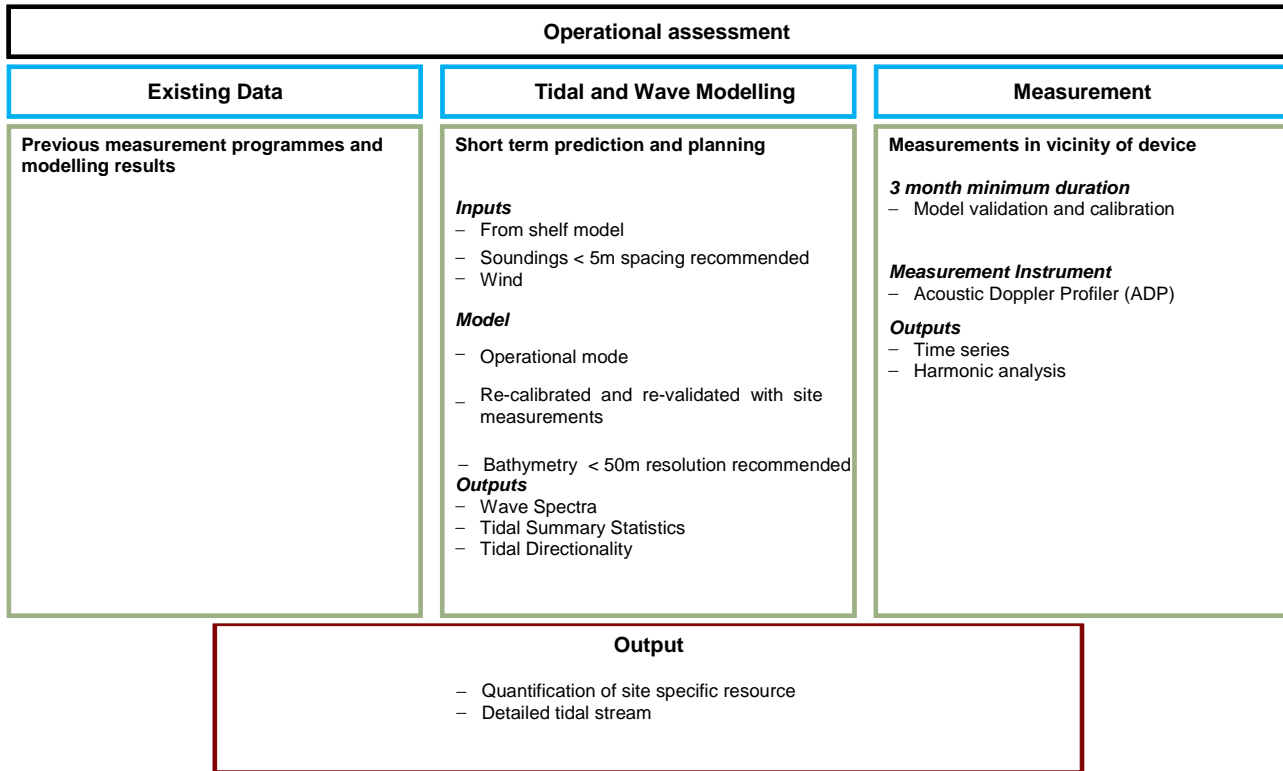 Operational assessment
Existing Data
Previous measurement programmes and
modelling results
Tidal and Wave Modelling
Short term prediction and planning
Inputs
– From shelf model
– Soundings < 5m spacing recommended
– Wind
Model
– Operational mode
– Re-calibrated and re-validated with site
measurements
– Bathymetry < 50m resolution recommended
Outputs
– Wave Spectra
– Tidal Summary Statistics
– Tidal Directionality
Measurement
Measurements in vicinity of device
3 month minimum duration
– Model validation and calibration
Measurement Instrument
– Acoustic Doppler Profiler (ADP)
Outputs
– Time series
– Harmonic analysis
Output
– Quantification of site specific resource
– Detailed tidal stream